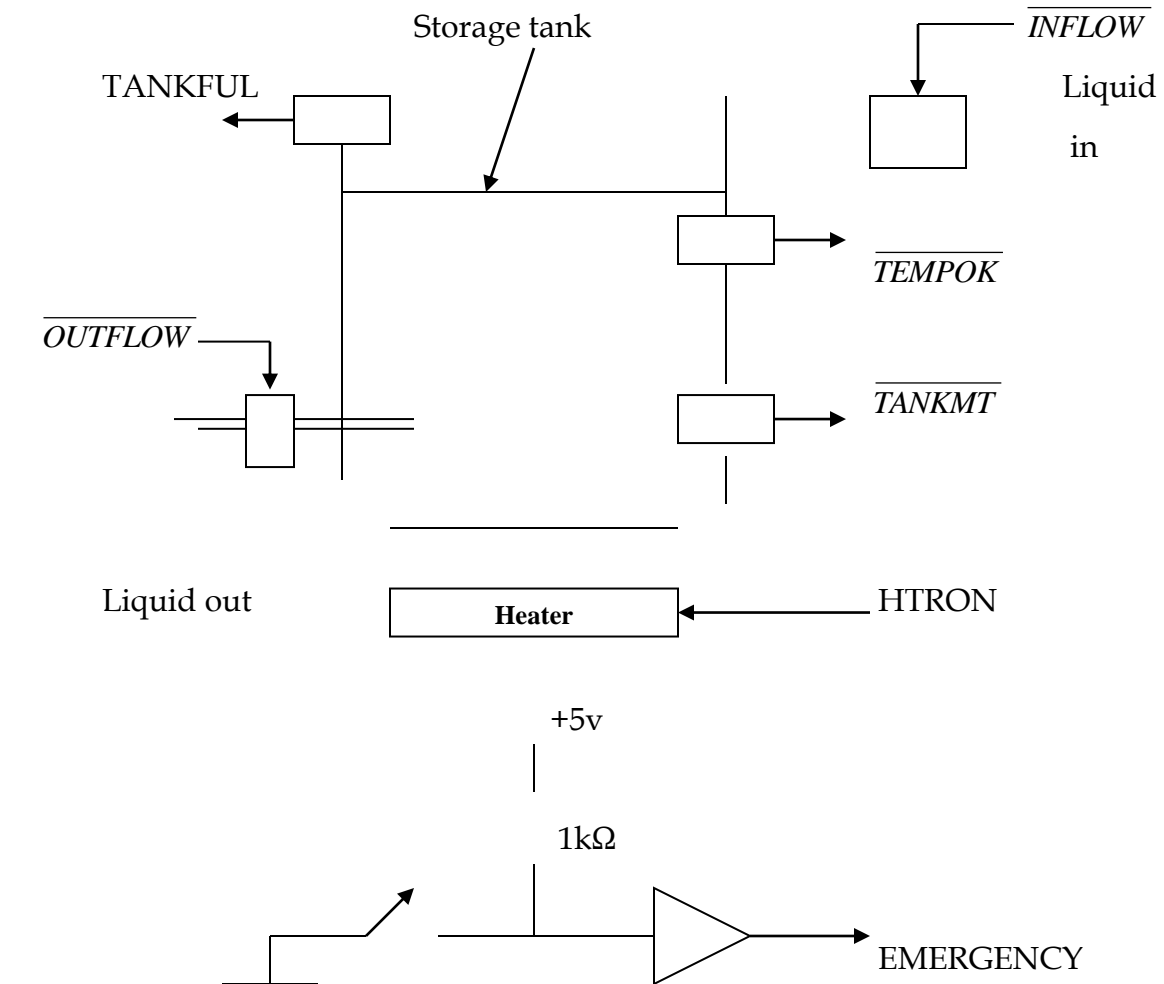 Storage tank
INFLOW
TANKFUL
Liquid
in
TEMPOK
OUTFLOW
TANKMT
Liquid out
Heater
HTRON
+5v
1kΩ
EMERGENCY